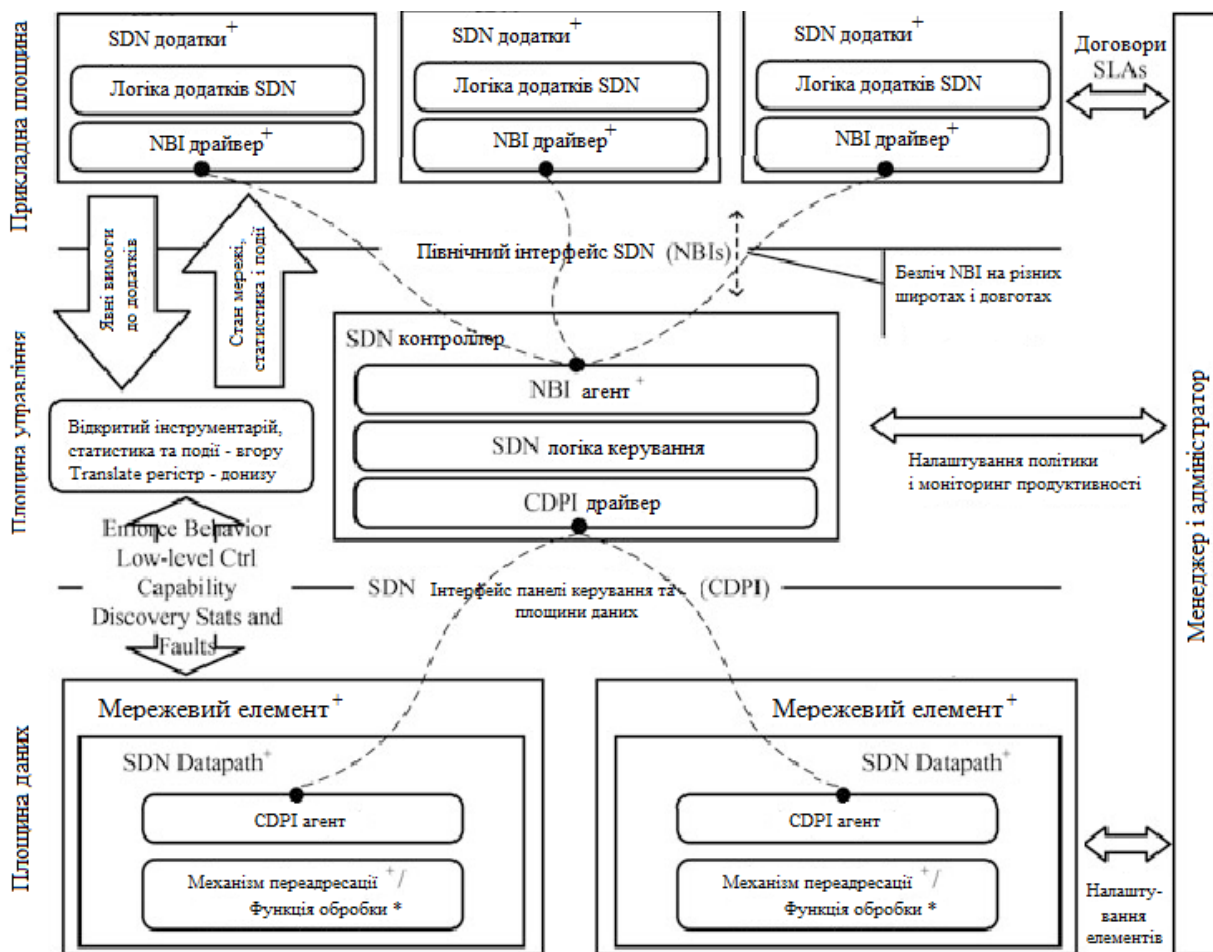 Прикладна площина
SDN додатки +
Логіка додатків SDN
NBI драйвер +
SDN додатки +
Логіка додатків SDN
NBI драйвер +
SDN додатки +
Логіка додатків SDN
NBI драйвер +
Договори
SLAs
Явні вимоги
до додатків
Стан мережі,
статистика і події
Північний інтерфейс SDN (NBIs)
Безліч NBI на різних
широтах і довготах
Площина управління
SDN контроллер
NBI агент +
SDN логіка керування
CDPI драйвер
Відкритий інструментарій,
статистика та події - вгору
Translate регістр - донизу
Налаштування політики
і моніторинг продуктивності
Менеджер і адміністратор
Enforce Behavior
Low-level Ctrl
Capability
Discovery Stats and
Faults
SDN Інтерфейс панелі керування та - (CDPI)
площини даних
Площина даних
Мережевий елемент +
SDN Datapath +
CDPI агент
Механізм переадресації + /
Функція обробки *
Мережевий елемент +
SDN Datapath +
CDPI агент
Механізм переадресації + /
Функція обробки *
Налашту-
вання
елементів